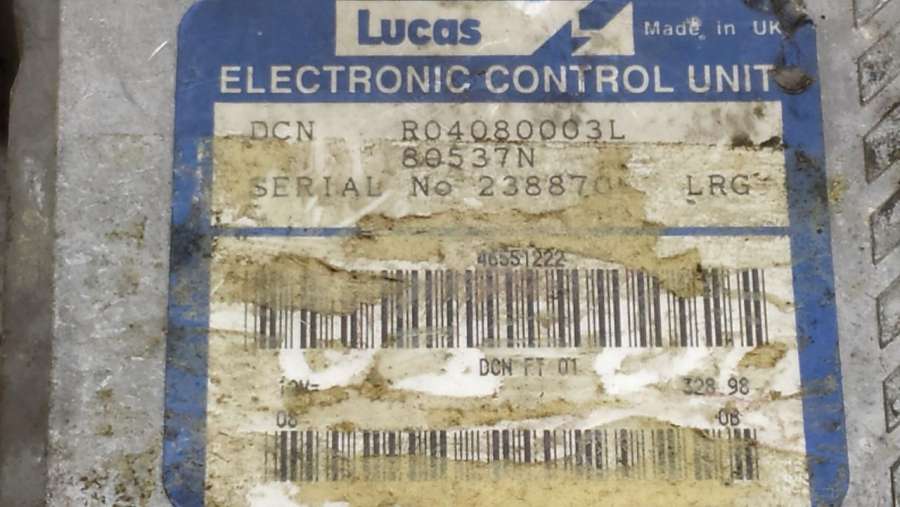 Lucas
Made in UK
ELECTRONIC CONTROL UNIT
DCN R04080003L
80537N
SERIAL No LRG
46551222
DCN FT 01
328 98
08 08